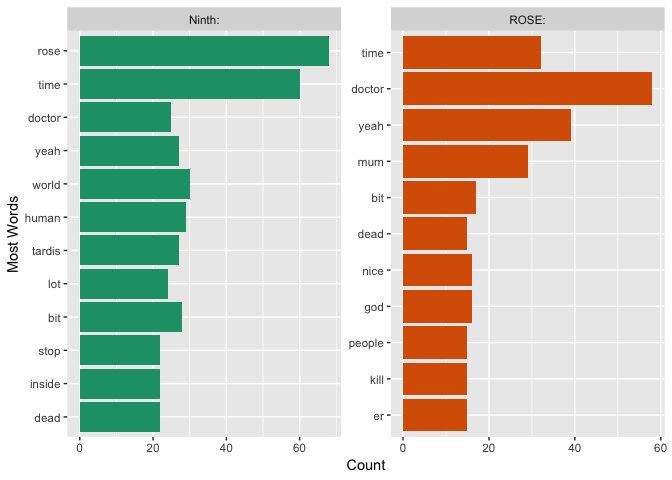 Ninth:
ROSE:
Most Words
rose
time
doctor
yeah
world
human
tardis
lot
bit
stop
inside
dead
0 20 40 60
time
doctor
yeah
mum
bit
dead
nice
god
people
kill
er
0 20 40 60
Count